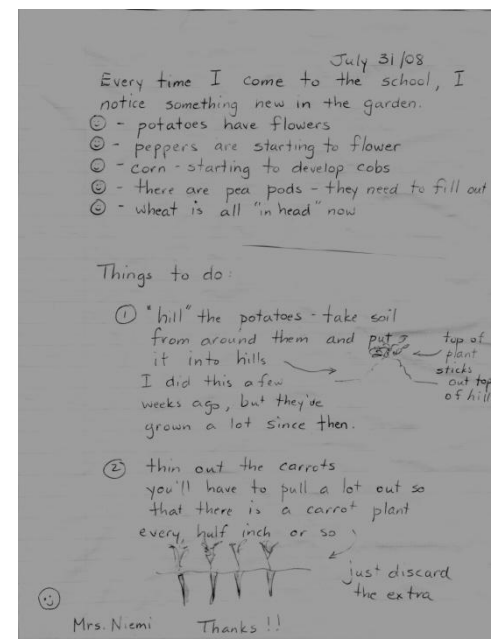 July 31/08
Every time I come to the school, I
notice something new in the garden.
- potatoes have flowers
- peppers are starting to flower
- corn - starting to develop cobs
- there are pea pods - they need to fill out
- wheat is all "in head" now
Things to do:
① "hill" the potatoes - take soil
from around them and put
it into hills
top of
plant
sticks
out top
of hill
I did this a few
weeks ago, but they've
grown a lot since then.
② thin out the carrots
you'll have to pull a lot out so
that there is a carrot plant
every, half inch or so
just discard
the extra
Mrs. Niemi Thanks!!